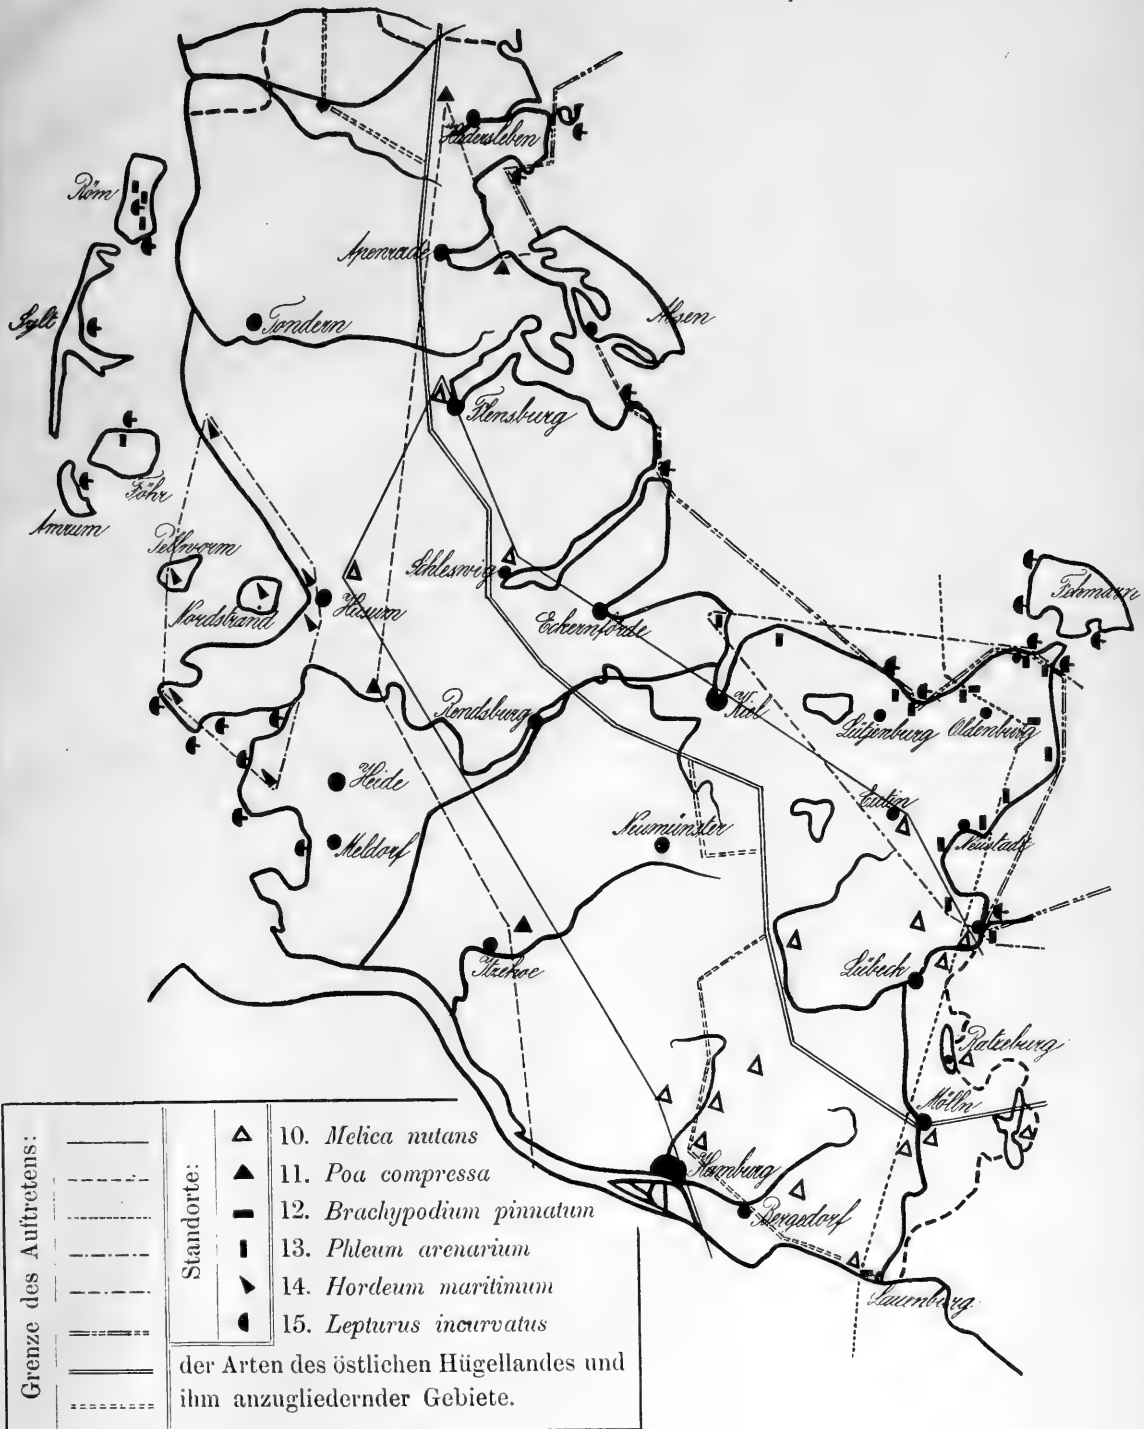 Hadersleben
Röm
Apenrade
Sylt
Tondern
Alsen
Flensburg
Föhr
Amrum
Pellworm
Schleswig
Fehmarn
Nordstrand
Husum
Eckernförde
Rendsburg
Kiel
Lütjenburg
Oldenburg
Heide
Eutin
Neumünster
Neustadt
Meldorf
Itzehoe
Lübeck
Ratzeburg
Mölln
Hamburg
Bergedorf
Lauenburg
Grenze des Auftretens:
Standorte:
10. Melica nutans
11. Poa compressa
12. Brachypodium pinnatum
13. Phleum arenarium
14. Hordeum maritimum
15. Lepturus incurvatus
der Arten des östlichen Hügellandes und
ihm anzugliedernder Gebiete.